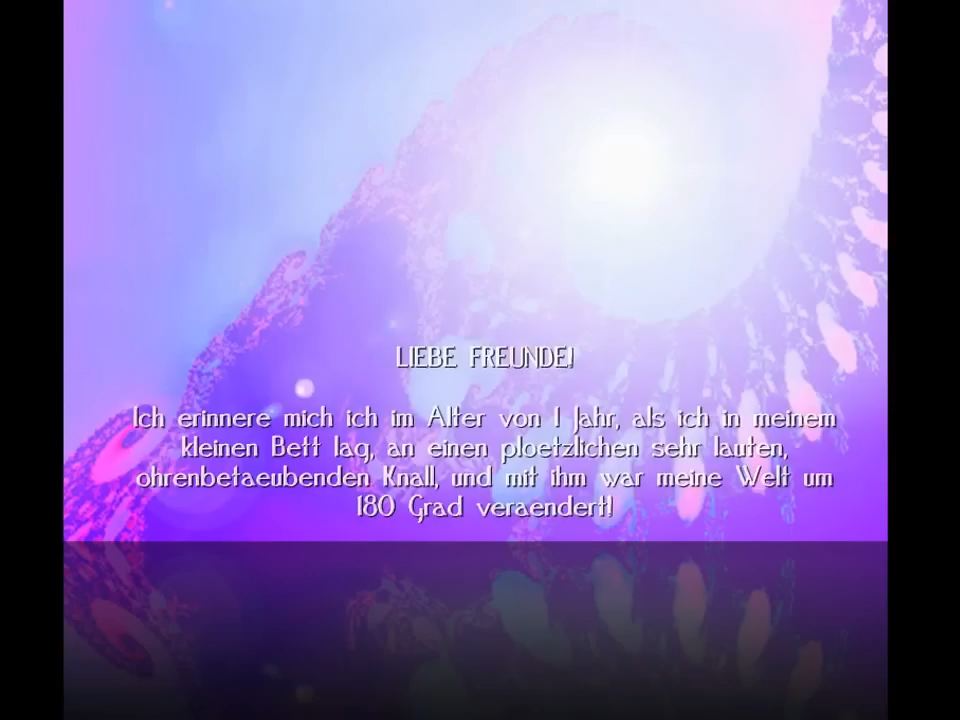 LIEBE FREUNDE!
Ich erinnere mich ich im Alter von 1 Jahr, als ich in meinem
kleinen Bett lag, an einen ploetzlichen sehr lauten,
ohrenbetaeubenden Knall, und mit ihm war meine Welt um
180 Grad veraendert!